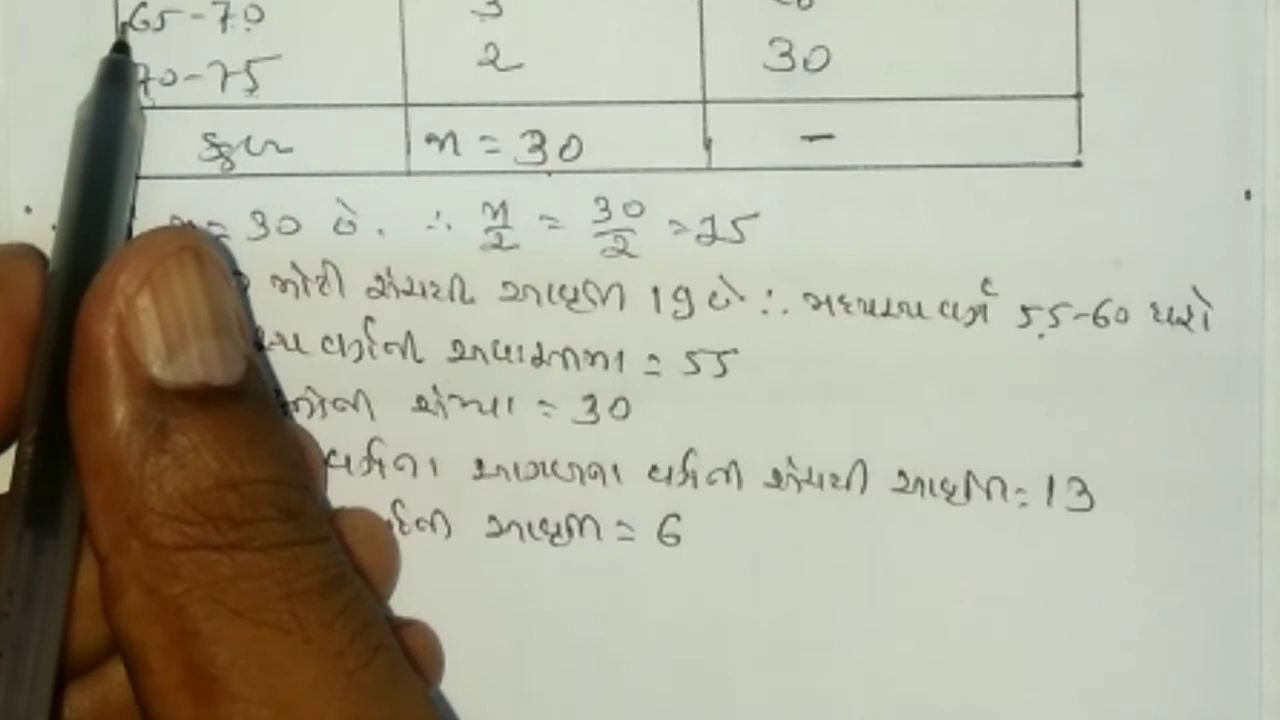 65-70 3
70-75 2 30
કુલ n = 30 -
n = 30 છે. ∴ n/2 = 30/2 = 15
મોટી સંચયી આવૃત્તિ 19 છે ∴ મધ્યસ્થ વર્ગ 55-60 થશે
વર્ગની અધઃસીમા = 55
સંખ્યા = 30
વર્ગના આગળના વર્ગની સંચયી આવૃત્તિ = 13
આવૃત્તિ = 6